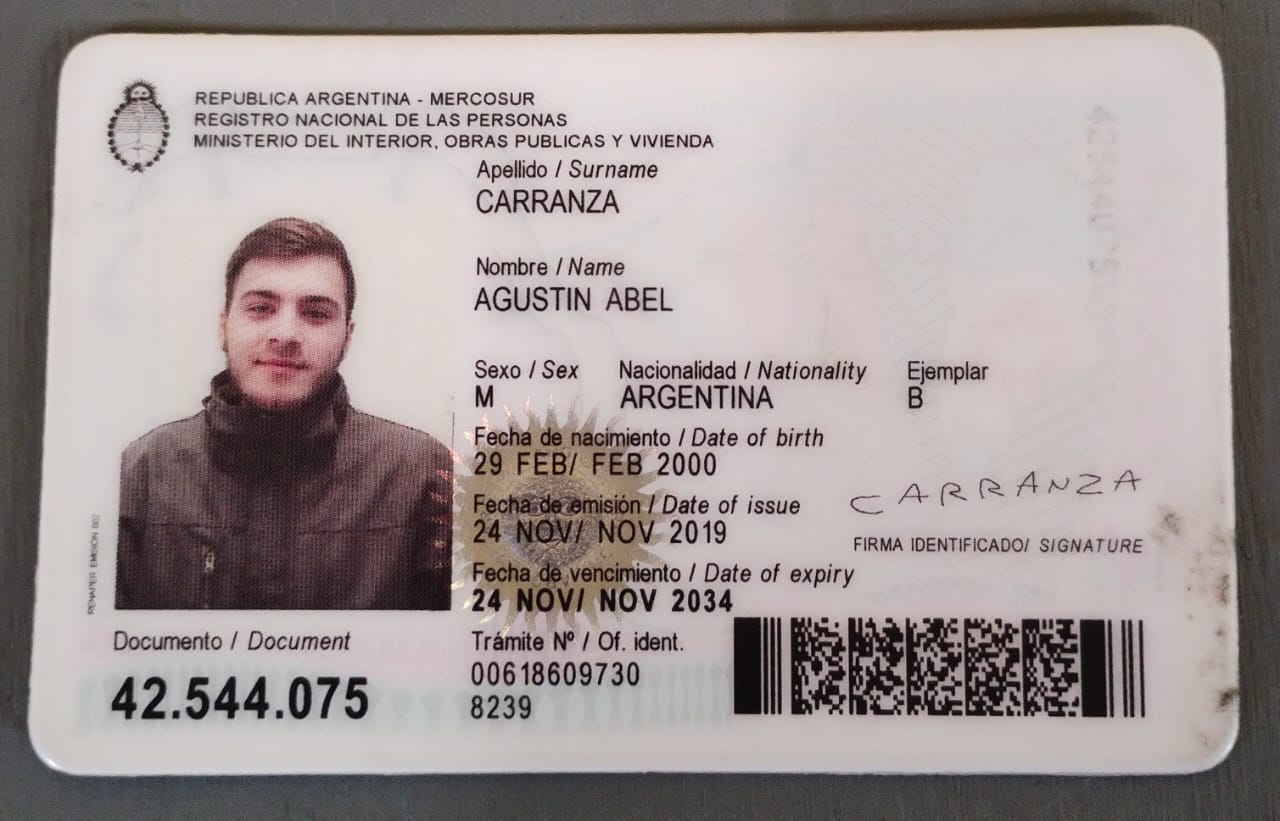 REPUBLICA ARGENTINA - MERCOSUR
REGISTRO NACIONAL DE LAS PERSONAS
MINISTERIO DEL INTERIOR, OBRAS PUBLICAS Y VIVIENDA
Apellido / Surname
CARRANZA
Nombre / Name
AGUSTIN ABEL
Sexo / Sex Nacionalidad / Nationality Ejemplar
M ARGENTINA B
Fecha de nacimiento / Date of birth
29 FEB/ FEB 2000
Fecha de emisión / Date of issue
24 NOV/ NOV 2019
CARRANZA
FIRMA IDENTIFICADO/ SIGNATURE
Fecha de vencimiento / Date of expiry
24 NOV/ NOV 2034
Documento / Document
42.544.075
Trámite Nº / Of. ident.
00618609730
8239
RENAPER EMISIÓN 002